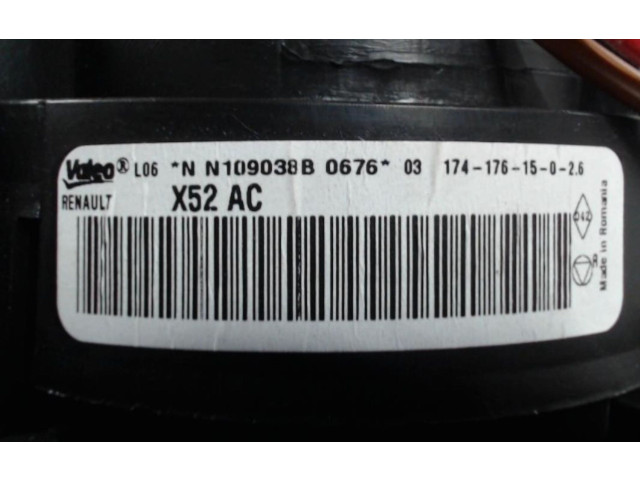 Valeo® L06 *N N109038B 0676* 03 174-176-15-0-2.6
RENAULT X52 AC
Made in Romania
R